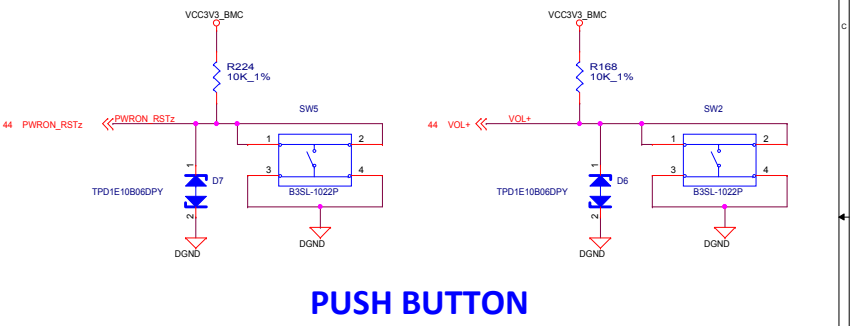 VCC3V3_BMC
VCC3V3_BMC
C
R224
10K_1%
R168
10K_1%
SW5
SW2
44 PWRON_RSTz
PWRON_RSTz
44 VOL+
VOL+
1
2
1
2
1
3
4
1
3
4
D7
D6
TPD1E10B06DPY
B3SL-1022P
TPD1E10B06DPY
B3SL-1022P
2
2
DGND
DGND
DGND
DGND
PUSH BUTTON